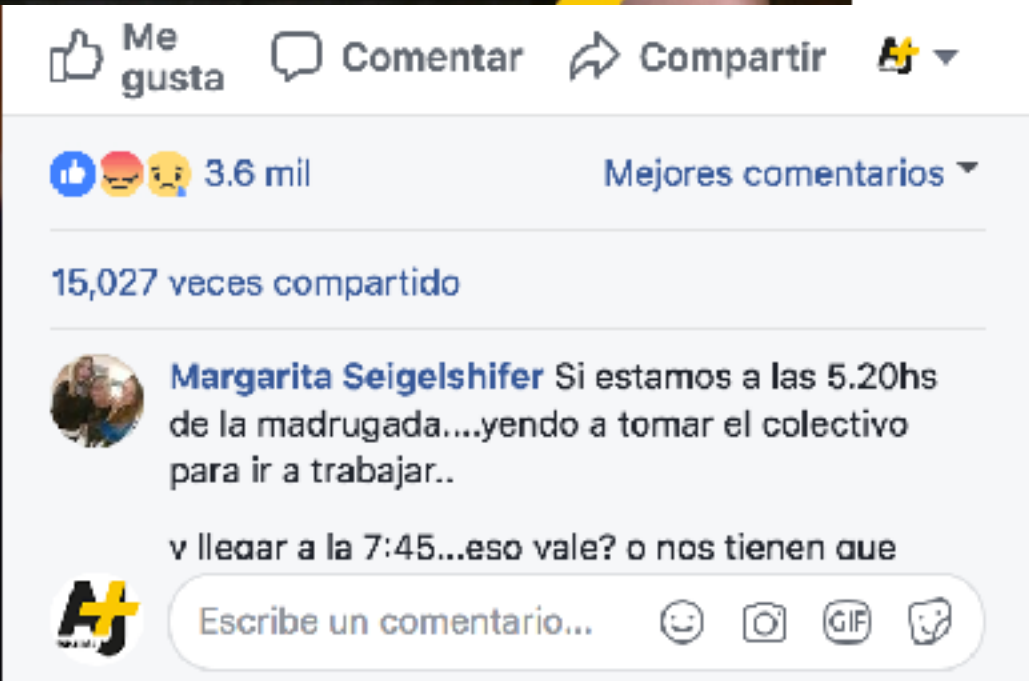 Me gusta
Comentar
Compartir
AJ+
3.6 mil
Mejores comentarios
15,027 veces compartido
Margarita Seigelshifer Si estamos a las 5.20hs
de la madrugada....yendo a tomar el colectivo
para ir a trabajar..
y llegar a la 7:45...eso vale? o nos tienen que
AJ+
Escribe un comentario...
GIF